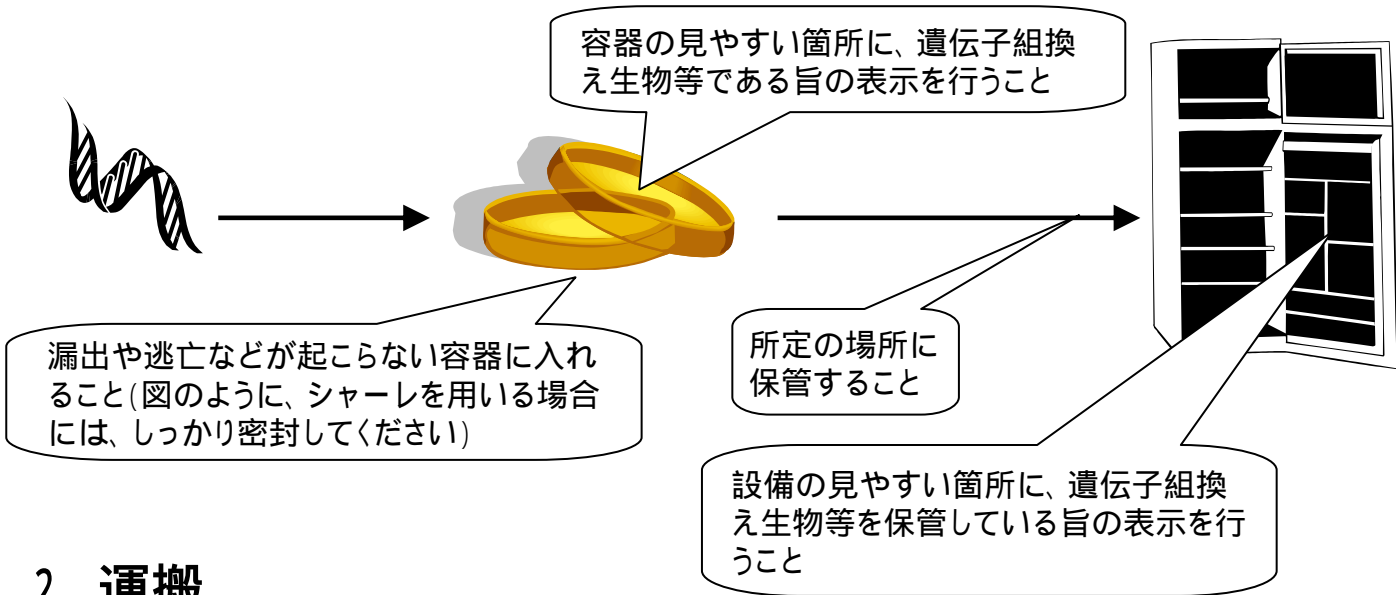 容器の見やすい箇所に、遺伝子組換
え生物等である旨の表示を行うこと
漏出や逃亡などが起こらない容器に入れ
ること(図のように、シャーレを用いる場合
には、しっかり密封してください)
所定の場所に
保管すること
設備の見やすい箇所に、遺伝子組換
え生物等を保管している旨の表示を行
うこと
2 運搬